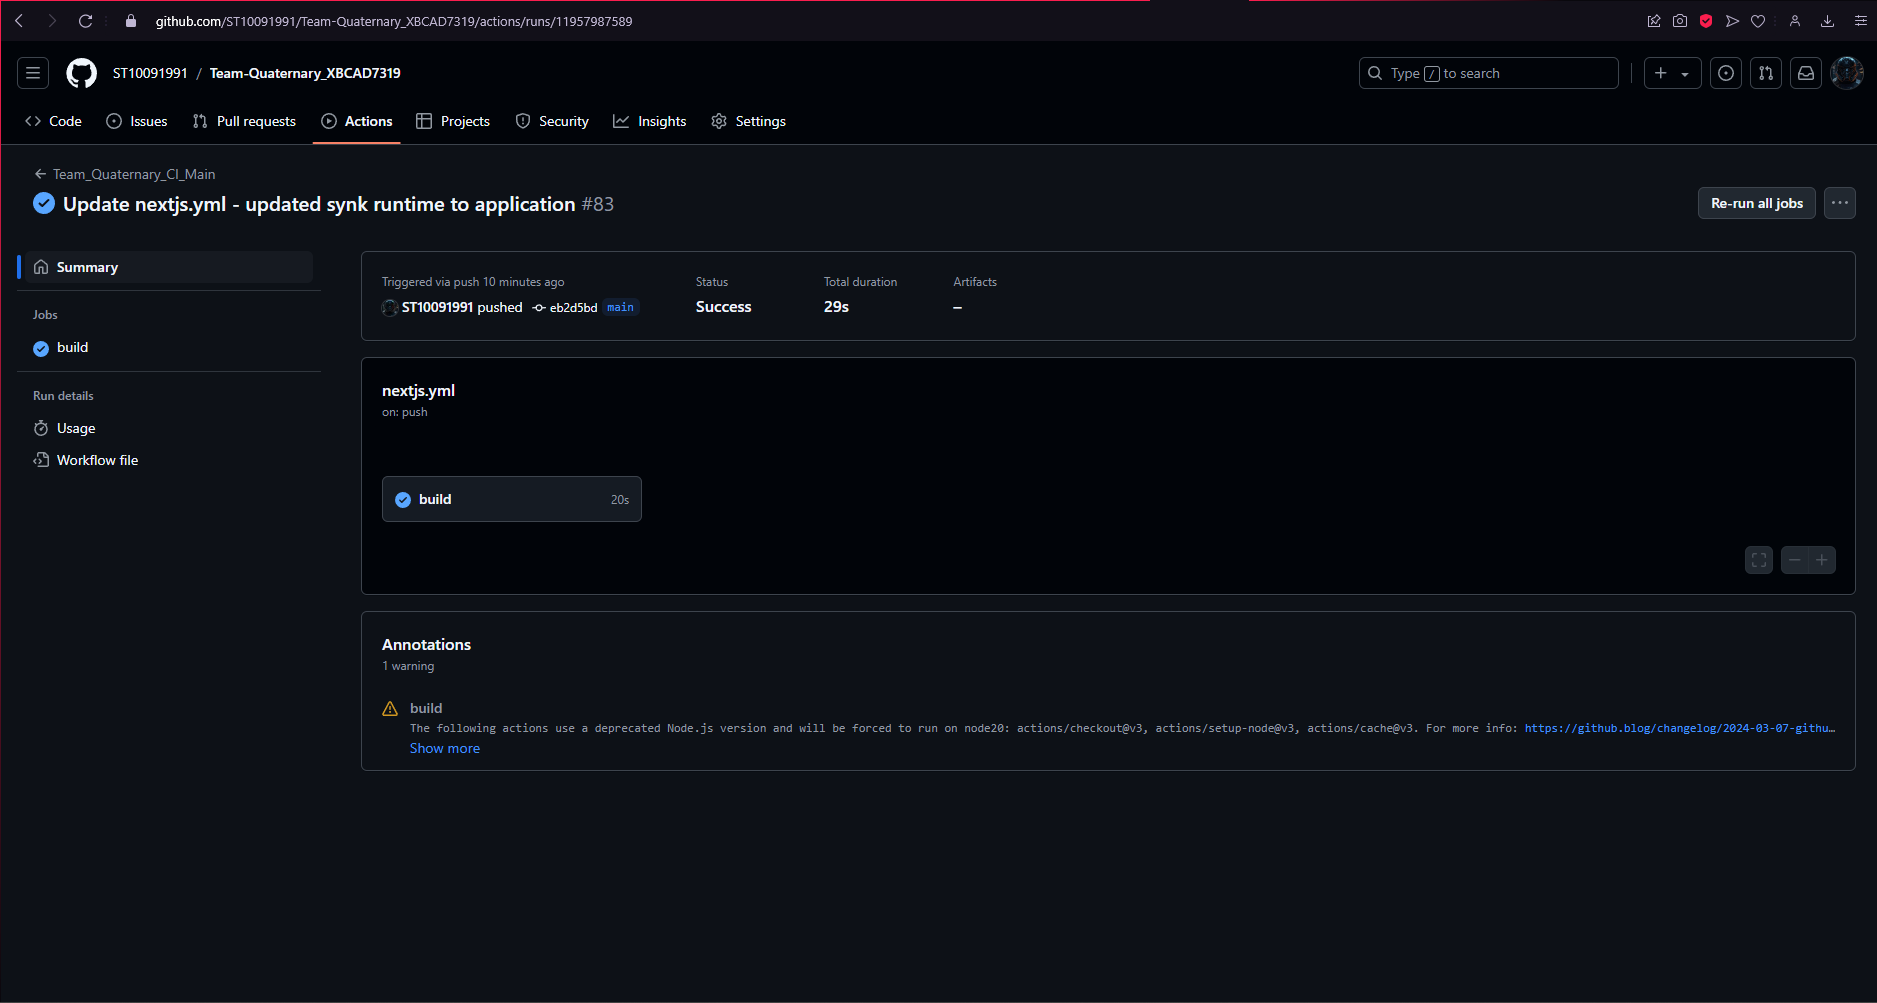 github.com/ST10091991/Team-Quaternary_XBCAD7319/actions/runs/11957987589
ST10091991 / Team-Quaternary_XBCAD7319
Type / to search
Code Issues Pull requests Actions Projects Security Insights Settings
Team_Quaternary_CI_Main
Update nextjs.yml - updated synk runtime to application #83
Re-run all jobs
Summary
Jobs
build
Run details
Usage
Workflow file
Triggered via push 10 minutes ago
ST10091991 pushed eb2d5bd main
Status
Success
Total duration
29s
Artifacts
–
nextjs.yml
on: push
build 20s
Annotations
1 warning
build
The following actions use a deprecated Node.js version and will be forced to run on node20: actions/checkout@v3, actions/setup-node@v3, actions/cache@v3. For more info: https://github.blog/changelog/2024-03-07-githu…
Show more